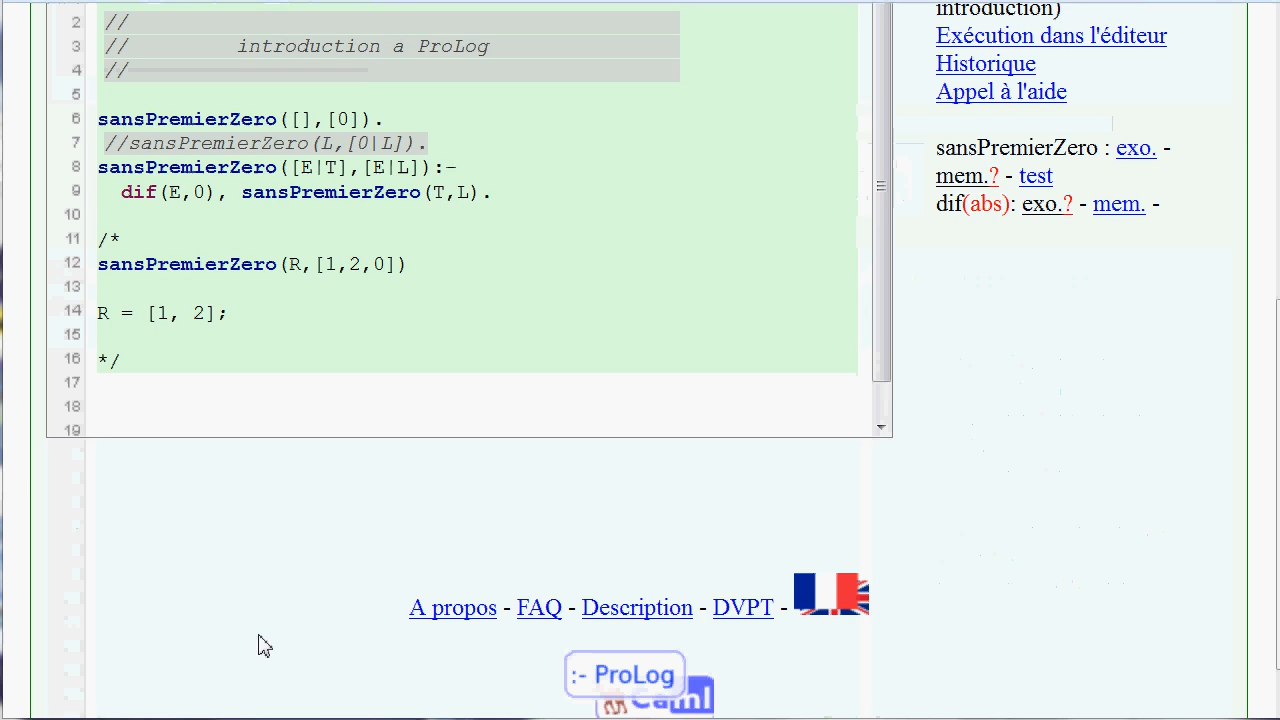 2 //
3 // introduction a ProLog
4 //
5
6 sansPremierZero([],[0]).
7 //sansPremierZero(L,[0|L]).
8 sansPremierZero([E|T],[E|L]):-
9 dif(E,0), sansPremierZero(T,L).
10
11 /*
12 sansPremierZero(R,[1,2,0])
13
14 R = [1, 2];
15
16 */
17
18
19
introduction)
Exécution dans l'éditeur
Historique
Appel à l'aide
sansPremierZero : exo. -
mem.? - test
dif(abs): exo.? - mem. -
A propos - FAQ - Description - DVPT -
:- ProLog
Caml